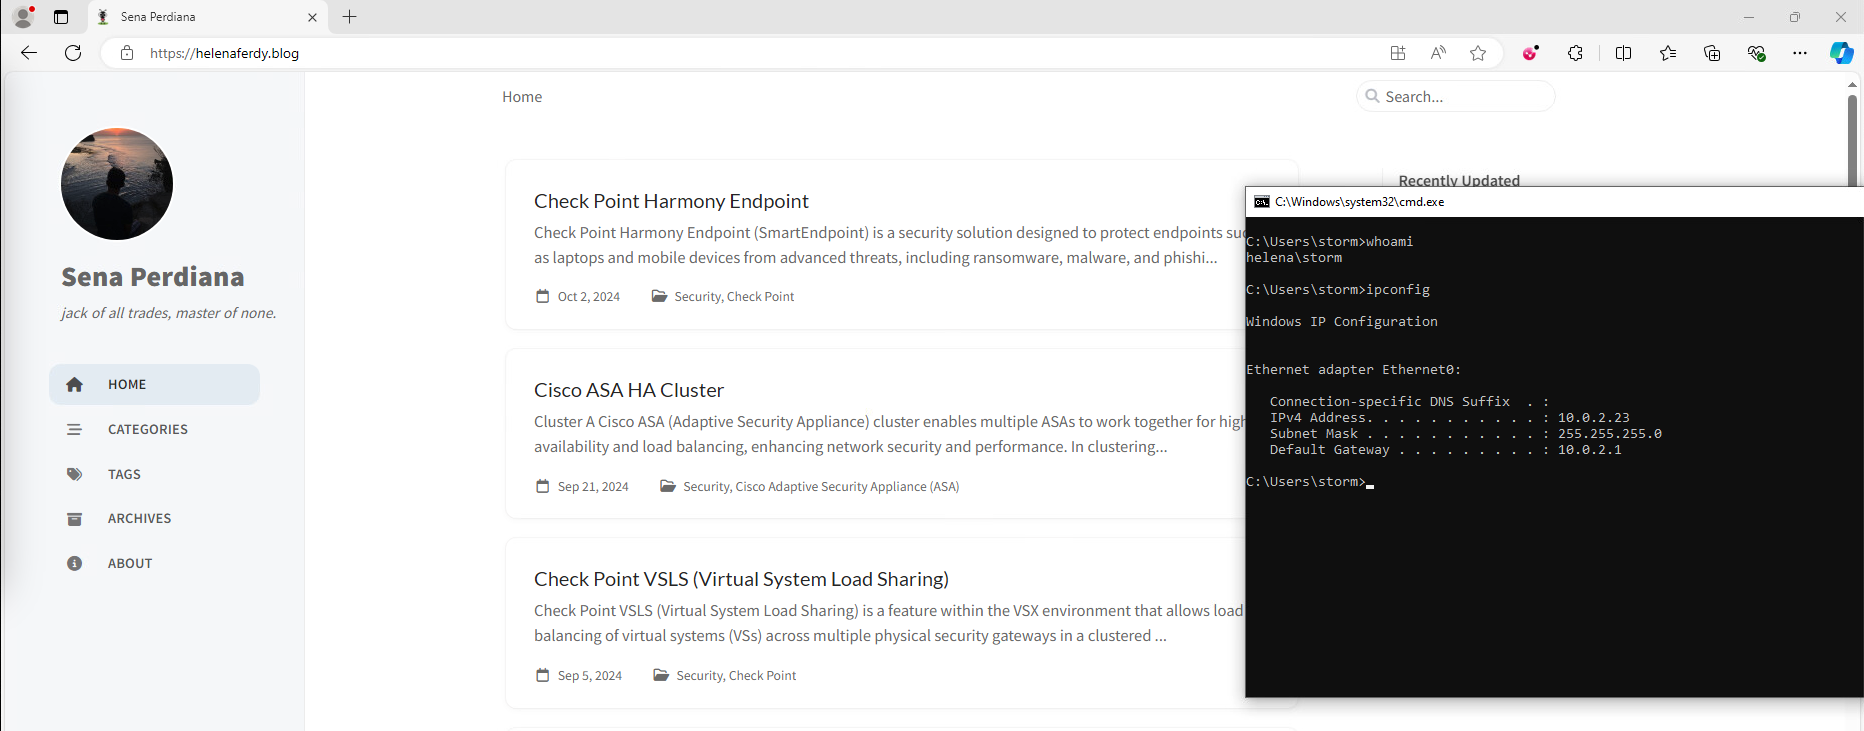 Sena Perdiana
https://helenaferdy.blog
Home
Search...
Sena Perdiana
jack of all trades, master of none.
HOME
CATEGORIES
TAGS
ARCHIVES
ABOUT
Check Point Harmony Endpoint
Check Point Harmony Endpoint (SmartEndpoint) is a security solution designed to protect endpoints suc
as laptops and mobile devices from advanced threats, including ransomware, malware, and phishi...
Oct 2, 2024 Security, Check Point
Cisco ASA HA Cluster
Cluster A Cisco ASA (Adaptive Security Appliance) cluster enables multiple ASAs to work together for high
availability and load balancing, enhancing network security and performance. In clustering...
Sep 21, 2024 Security, Cisco Adaptive Security Appliance (ASA)
Check Point VSLS (Virtual System Load Sharing)
Check Point VSLS (Virtual System Load Sharing) is a feature within the VSX environment that allows load
balancing of virtual systems (VSs) across multiple physical security gateways in a clustered ...
Sep 5, 2024 Security, Check Point
Recently Updated
C:\Windows\system32\cmd.exe
C:\Users\storm>whoami
helena\storm
C:\Users\storm>ipconfig
Windows IP Configuration
Ethernet adapter Ethernet0:
Connection-specific DNS Suffix . :
IPv4 Address. . . . . . . . . . . : 10.0.2.23
Subnet Mask . . . . . . . . . . . : 255.255.255.0
Default Gateway . . . . . . . . . : 10.0.2.1
C:\Users\storm>